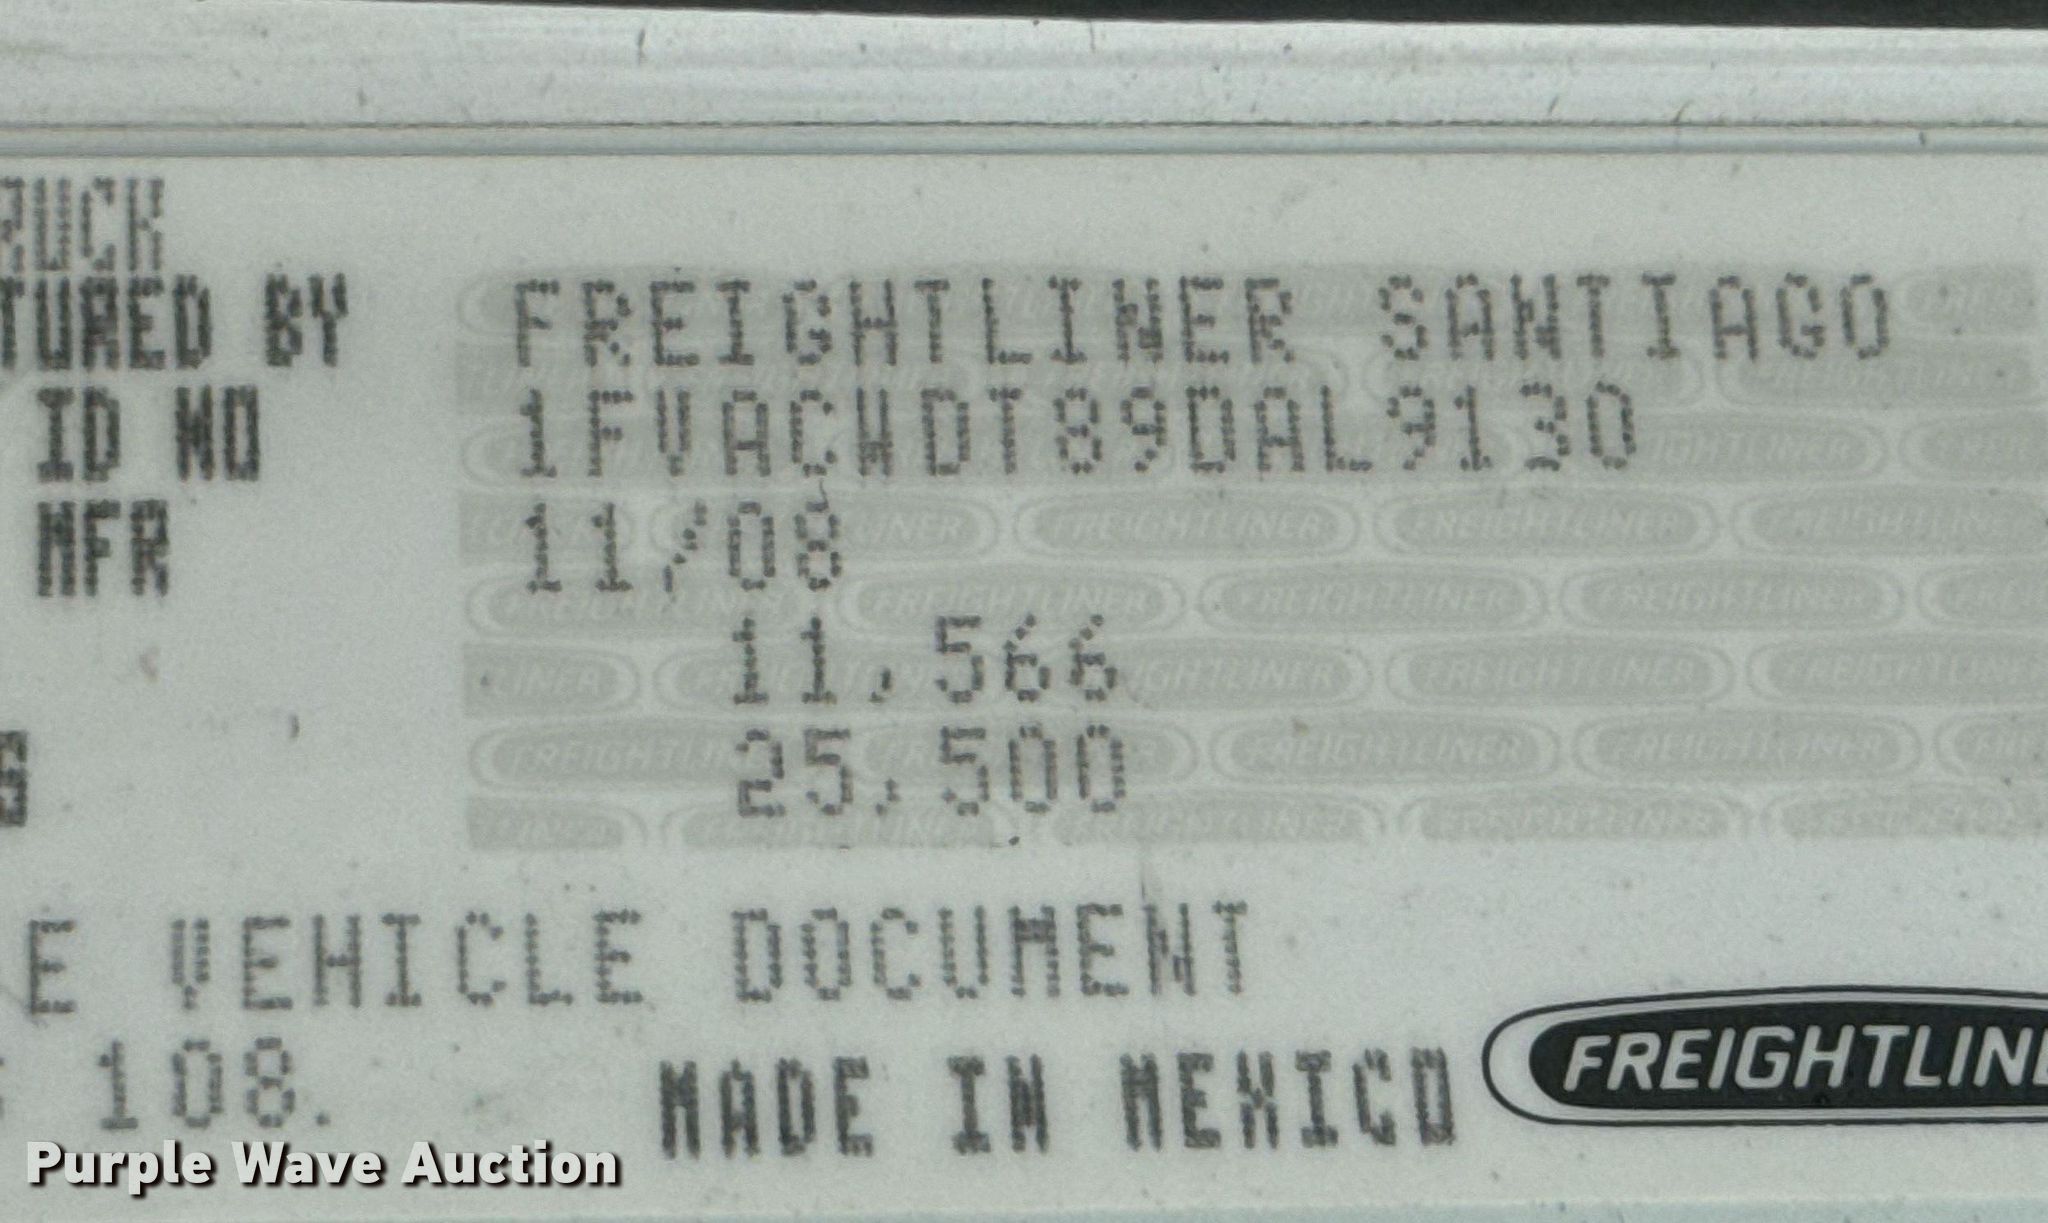 RUCK
TURED BY FREIGHTLINER SANTIAGO
ID NO 1FVACWDT89DAL9130
MFR 11/08
11,566
25,500
E VEHICLE DOCUMENT
108.
MADE IN MEXICO
FREIGHTLINE
Purple Wave Auction